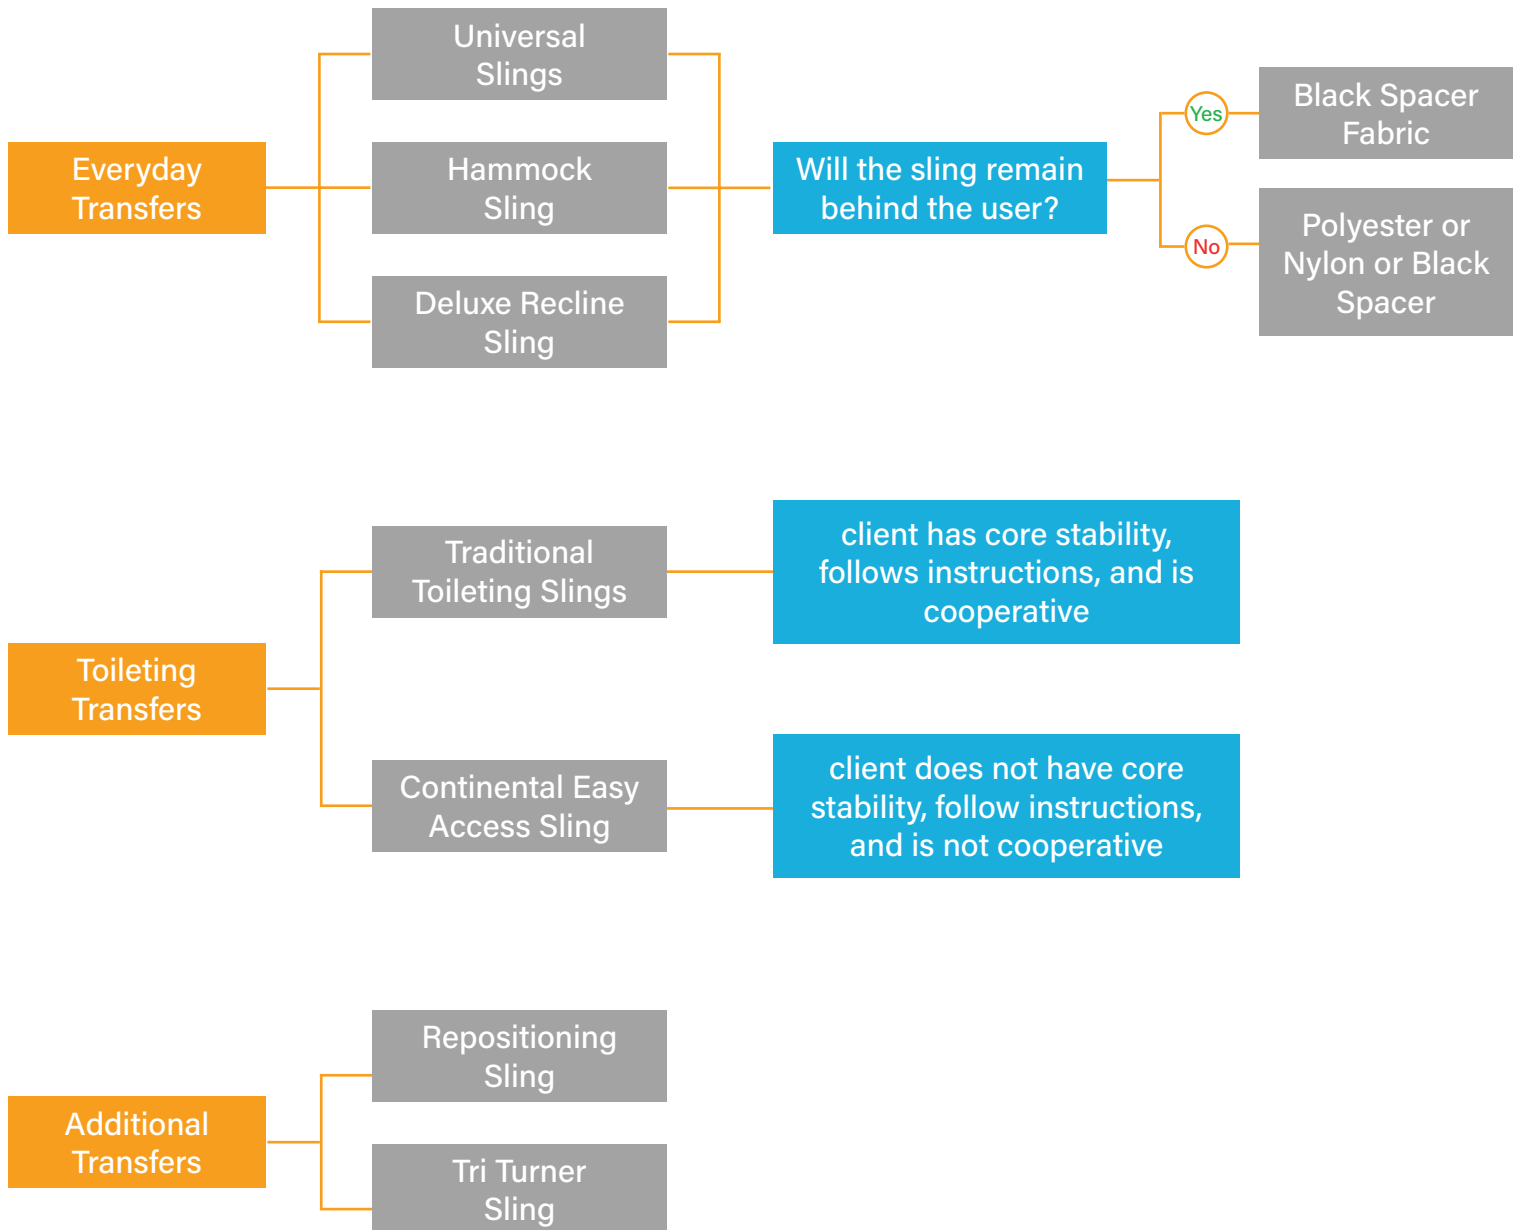 Everyday
Transfers
Universal
Slings
Hammock
Sling
Deluxe Recline
Sling
Will the sling remain
behind the user?
Yes
Black Spacer
Fabric
No
Polyester or
Nylon or Black
Spacer
Toileting
Transfers
Traditional
Toileting Slings
client has core stability,
follows instructions, and is
cooperative
Continental Easy
Access Sling
client does not have core
stability, follow instructions,
and is not cooperative
Additional
Transfers
Repositioning
Sling
Tri Turner
Sling